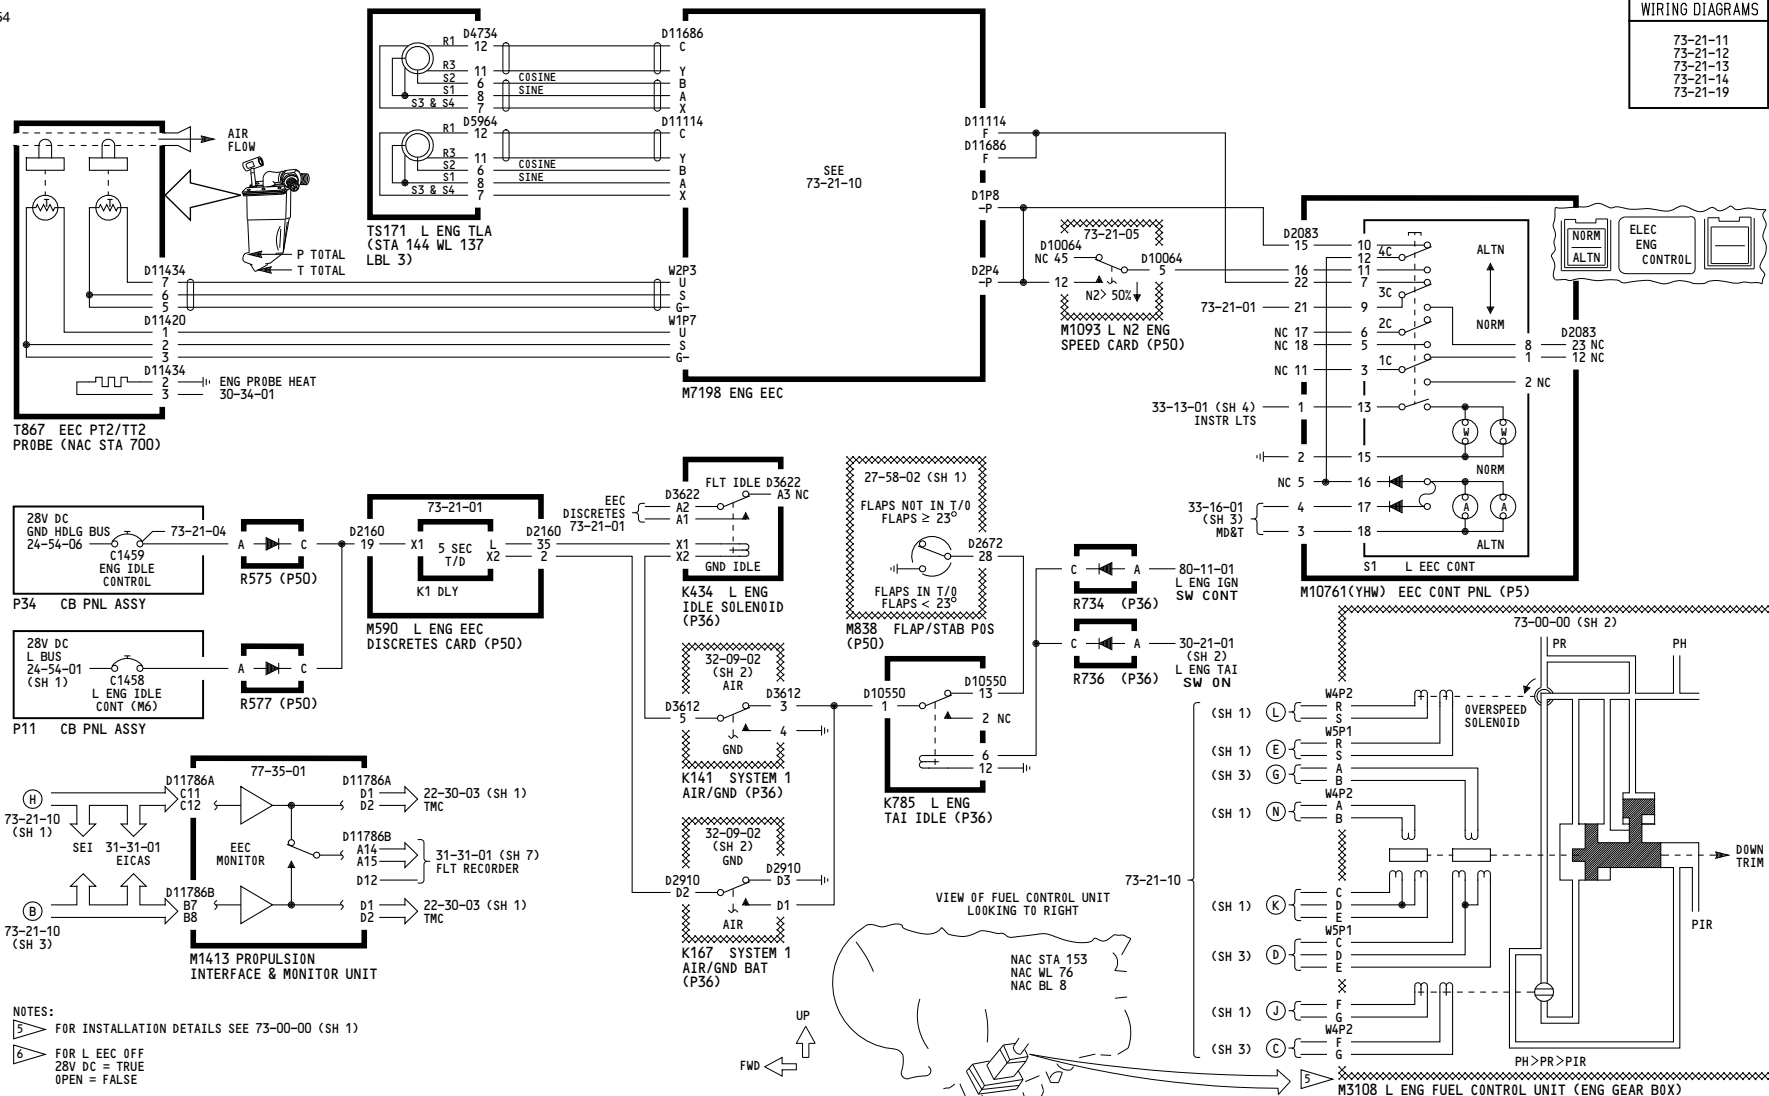 54
WIRING DIAGRAMS
73-21-11
73-21-12
73-21-13
73-21-14
73-21-19
AIR
FLOW
P TOTAL
T TOTAL
D11434
7
6
5
D11420
1
2
3
D11434
2
3
ENG PROBE HEAT
30-34-01
T867 EEC PT2/TT2
PROBE (NAC STA 700)
D4734
R1 12
R3 11
S2 6 COSINE
S1 8 SINE
S3 & S4 7
D5964
R1 12
R3 11
S2 6 COSINE
S1 8 SINE
S3 & S4 7
TS171 L ENG TLA
(STA 144 WL 137
LBL 3)
D11686
C
Y
B
A
X
D11114
C
Y
B
A
X
W2P3
U
S
G-
W1P7
U
S
G-
SEE
73-21-10
M7198 ENG EEC
D11114
F
D11686
F
D1P8
-P
D2P4
-P
73-21-05
D10064
NC 45
D10064
5
12
N2> 50%
M1093 L N2 ENG
SPEED CARD (P50)
D2083
15 10
12 4C
16 11
22 7
3C
73-21-01 21 9
2C
NC 17 6
NC 18 5
1C
NC 11 3
33-13-01 (SH 4) 1 13
INSTR LTS
2 15
NC 5 16
33-16-01
(SH 3)
MD&T
4 17
3 18
ALTN
NORM
D2083
8 23 NC
1 12 NC
2 NC
W W
NORM
A A
ALTN
S1 L EEC CONT
M10761(YHW) EEC CONT PNL (P5)
NORM
ALTN
ELEC
ENG
CONTROL
28V DC
GND HDLG BUS
24-54-06
73-21-04
C1459
ENG IDLE
CONTROL
P34 CB PNL ASSY
A C
R575 (P50)
28V DC
L BUS
24-54-01
(SH 1)
C1458
L ENG IDLE
CONT (M6)
P11 CB PNL ASSY
A C
R577 (P50)
73-21-01
D2160
19 X1
5 SEC
T/D
L
X2
D2160
35
2
K1 DLY
M590 L ENG EEC
DISCRETES CARD (P50)
EEC
DISCRETES
73-21-01
FLT IDLE D3622
D3622
A3 NC
A2
A1
X1
X2
GND IDLE
K434 L ENG
IDLE SOLENOID
(P36)
27-58-02 (SH 1)
FLAPS NOT IN T/O
FLAPS ≥ 23°
D2672
28
FLAPS IN T/O
FLAPS < 23°
M838 FLAP/STAB POS
(P50)
C A 80-11-01
L ENG IGN
SW CONT
R734 (P36)
C A 30-21-01
(SH 2)
L ENG TAI
SW ON
R736 (P36)
32-09-02
(SH 2)
AIR
D3612
3
D3612
5
4
GND
K141 SYSTEM 1
AIR/GND (P36)
D10550
1
D10550
13
2 NC
6
12
K785 L ENG
TAI IDLE (P36)
32-09-02
(SH 2)
GND
D2910
D2
D2910
D3
D1
AIR
K167 SYSTEM 1
AIR/GND BAT
(P36)
H
73-21-10
(SH 1)
SEI
31-31-01
EICAS
B
73-21-10
(SH 3)
77-35-01
D11786A
C11
C12
D11786A
D1
D2
22-30-03 (SH 1)
TMC
EEC
MONITOR
D11786B
A14
A15
D12
31-31-01 (SH 7)
FLT RECORDER
D11786B
B7
B8
D1
D2
22-30-03 (SH 1)
TMC
M1413 PROPULSION
INTERFACE & MONITOR UNIT
NOTES:
5 FOR INSTALLATION DETAILS SEE 73-00-00 (SH 1)
6 FOR L EEC OFF
28V DC = TRUE
OPEN = FALSE
VIEW OF FUEL CONTROL UNIT
LOOKING TO RIGHT
NAC STA 153
NAC WL 76
NAC BL 8
UP
FWD
5
73-21-10
73-00-00 (SH 2)
PR
PH
OVERSPEED
SOLENOID
W4P2
(SH 1) L R
S
W5P1
(SH 1) E R
S
(SH 3) G A
B
W4P2
(SH 1) N A
B
(SH 1) K C
D
E
W5P1
(SH 3) D C
D
E
(SH 1) J F
G
W4P2
(SH 3) C F
G
DOWN
TRIM
PIR
PH>PR>PIR
M3108 L ENG FUEL CONTROL UNIT (ENG GEAR BOX)